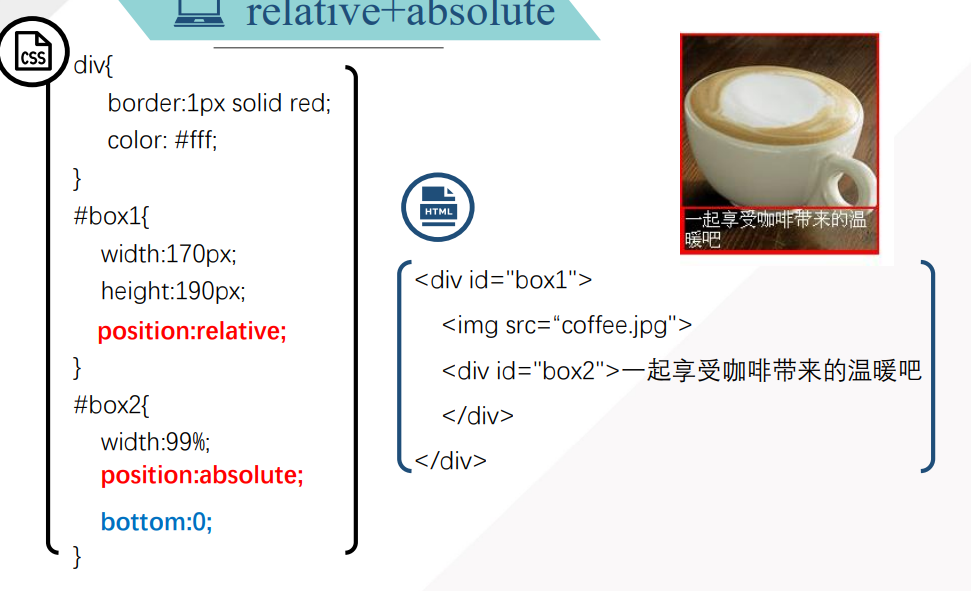 relative+absolute
CSS
div{
border:1px solid red;
color: #fff;
}
#box1{
width:170px;
height:190px;
position:relative;
}
#box2{
width:99%;
position:absolute;
bottom:0;
}
HTML
<div id="box1">
<img src=“coffee.jpg">
<div id="box2">一起享受咖啡带来的温暖吧
</div>
</div>
一起享受咖啡带来的温
暖吧